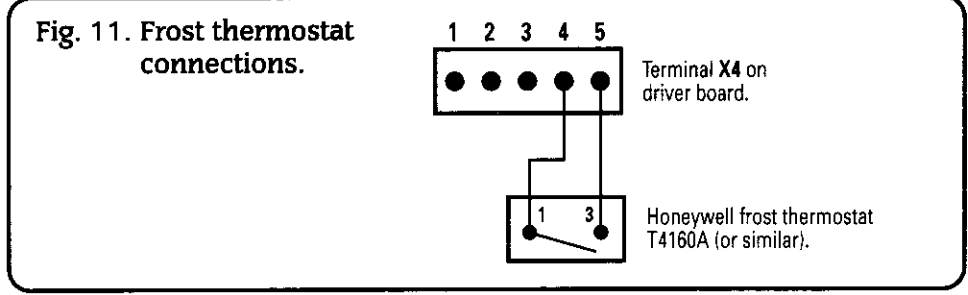 Fig. 11. Frost thermostat
connections.
1 2 3 4 5
Terminal X4 on
driver board.
1 3
Honeywell frost thermostat
T4160A (or similar).